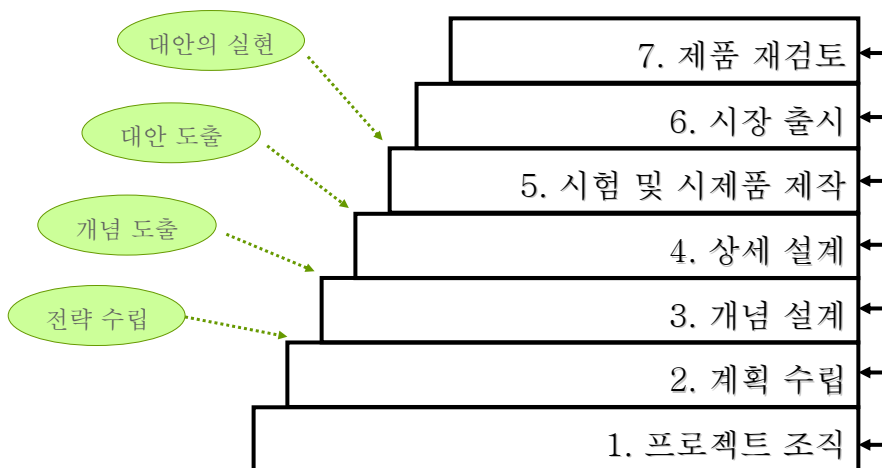 대안의 실현
7. 제품 재검토
6. 시장 출시
대안 도출
5. 시험 및 시제품 제작
개념 도출
4. 상세 설계
전략 수립
3. 개념 설계
2. 계획 수립
1. 프로젝트 조직